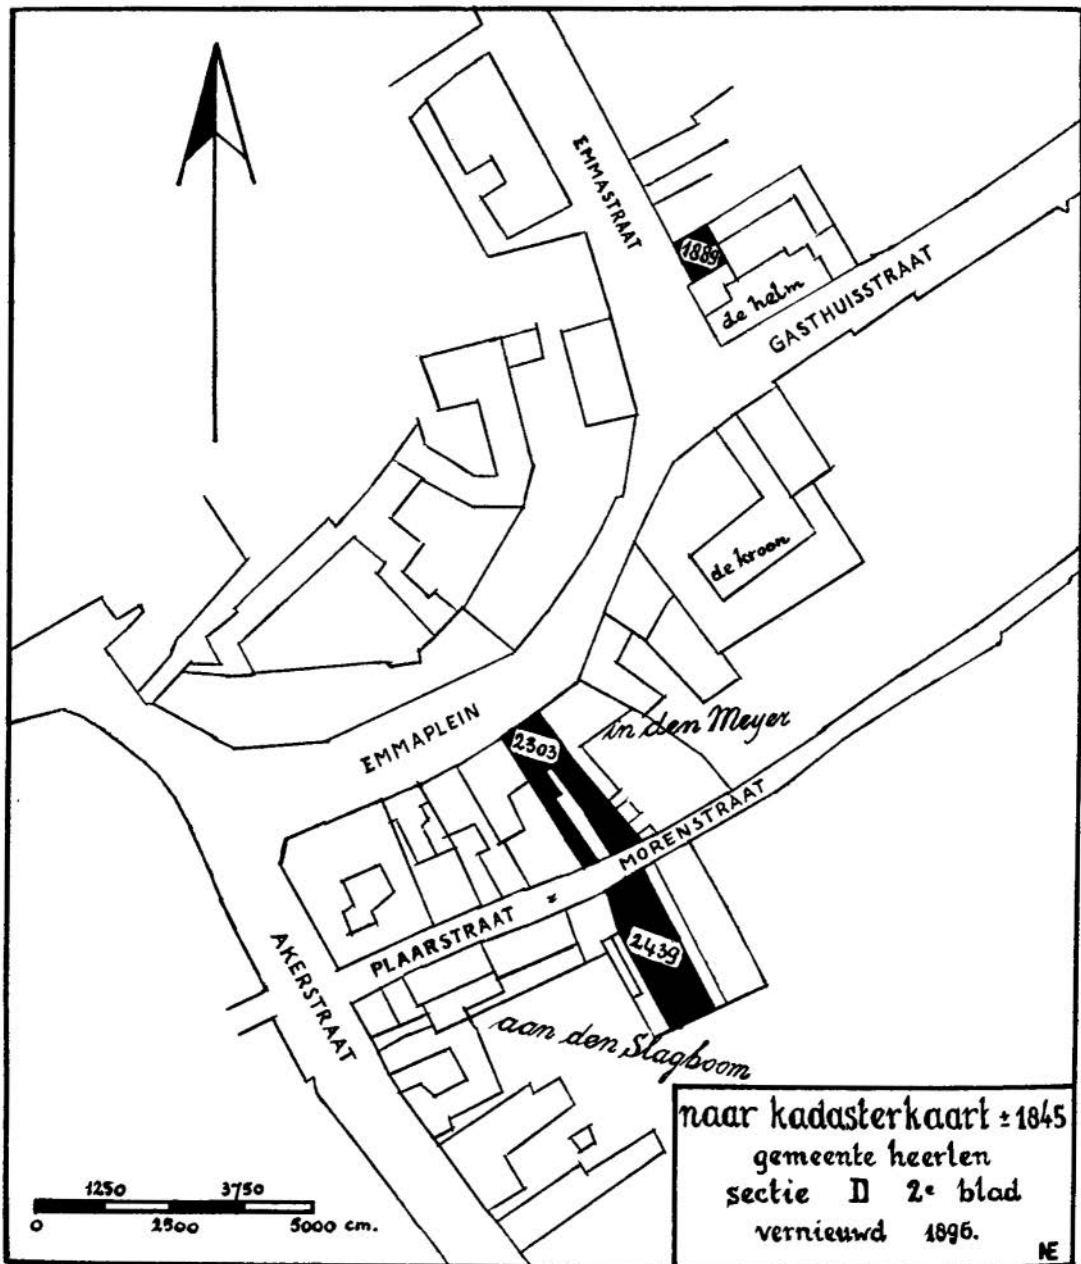 EMMASTRAAT
1889
de helm
GASTHUISSTRAAT
de kroon
in den Meyer
EMMAPLEIN
2303
MORENSTRAAT
PLAARSTRAAT
2439
AKERSTRAAT
aan den Slagboom
naar kadasterkaart ± 1845
gemeente heerlen
sectie D 2e blad
vernieuwd 1896.
NE
1250 3750
0 2500 5000 cm.